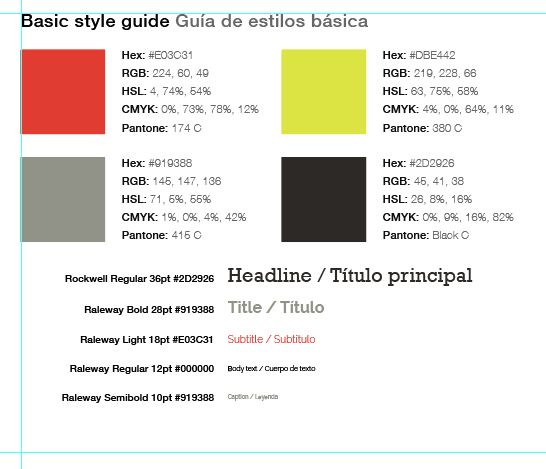 Basic style guide Guía de estilos básica
Hex: #E03C31
RGB: 224, 60, 49
HSL: 4, 74%, 54%
CMYK: 0%, 73%, 78%, 12%
Pantone: 174 C
Hex: #DBE442
RGB: 219, 228, 66
HSL: 63, 75%, 58%
CMYK: 4%, 0%, 64%, 11%
Pantone: 380 C
Hex: #919388
RGB: 145, 147, 136
HSL: 71, 5%, 55%
CMYK: 1%, 0%, 4%, 42%
Pantone: 415 C
Hex: #2D2926
RGB: 45, 41, 38
HSL: 26, 8%, 16%
CMYK: 0%, 9%, 16%, 82%
Pantone: Black C
Rockwell Regular 36pt #2D2926 Headline / Título principal
Raleway Bold 28pt #919388 Title / Título
Raleway Light 18pt #E03C31 Subtitle / Subtítulo
Raleway Regular 12pt #000000 Body text / Cuerpo de texto
Raleway Semibold 10pt #919388 Caption / Leyenda